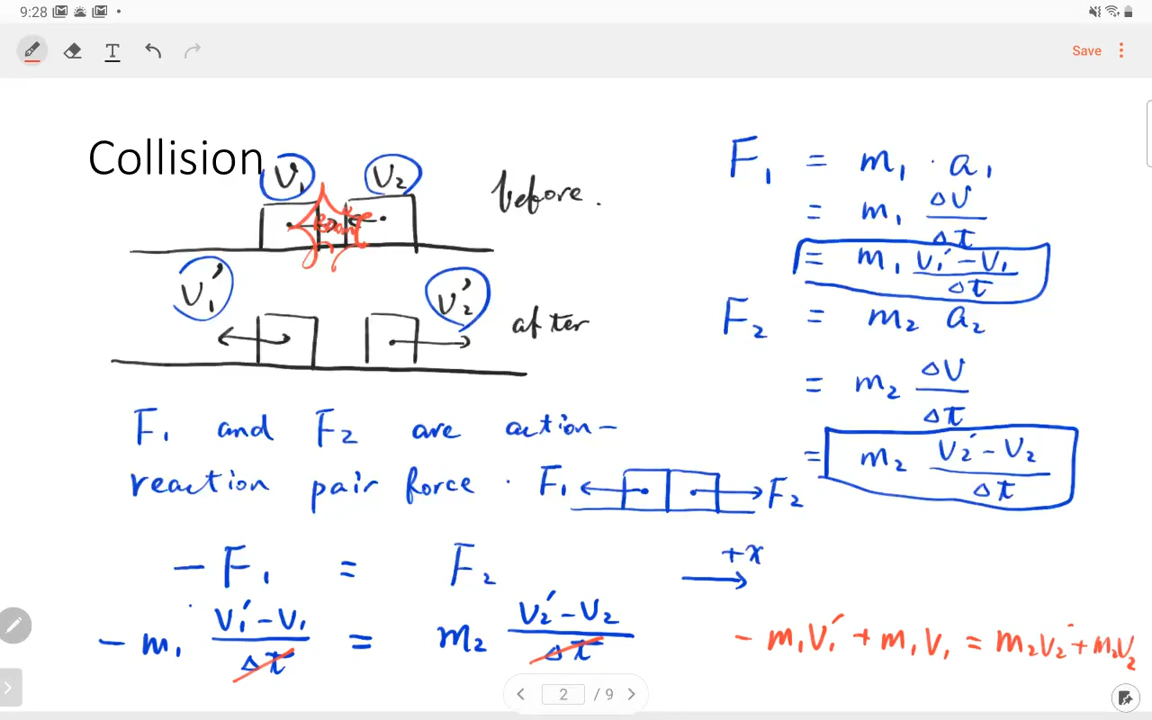 9:28
Save
Collision
V₁ V₂ before.
V₁′ V₂′ after
F₁ and F₂ are action-
reaction pair force. F₁ F₂
-F₁ = F₂ +x
-m₁ (V₁′-V₁)/Δt = m₂ (V₂′-V₂)/Δt
F₁ = m₁ · a₁
= m₁ ΔV/Δt
= m₁ (V₁′-V₁)/Δt
F₂ = m₂ a₂
= m₂ ΔV/Δt
= m₂ (V₂′-V₂)/Δt
-m₁V₁′ + m₁V₁ = m₂V₂′ + m₂V₂
2 / 9